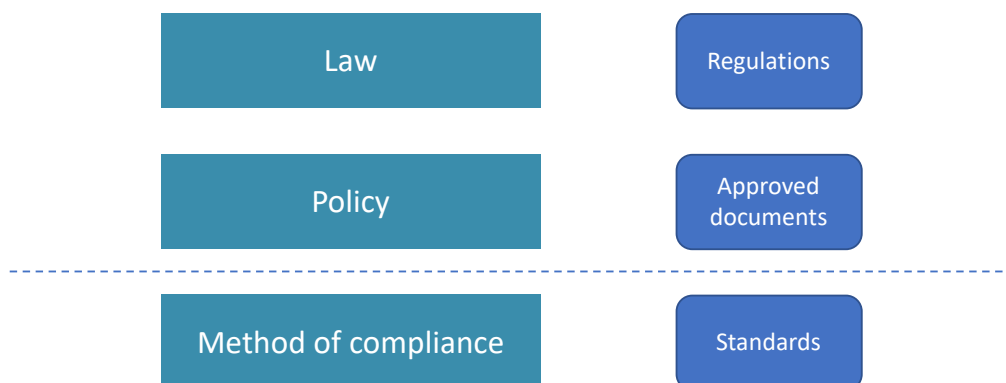 Law
Regulations
Policy
Approved
documents
Method of compliance
Standards